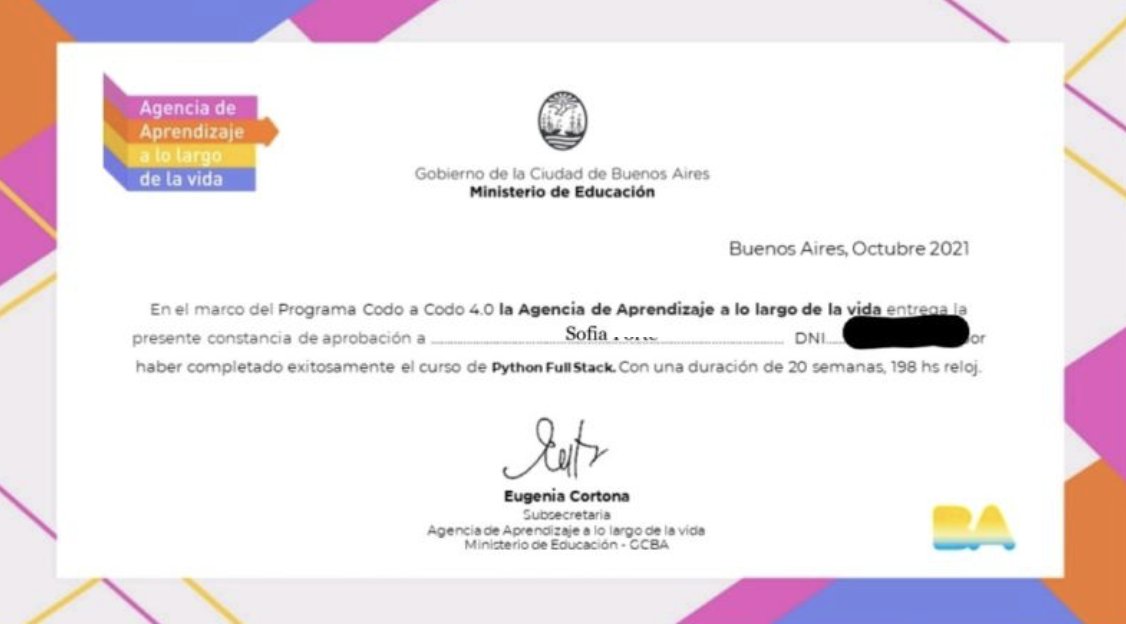 Agencia de
Aprendizaje
a lo largo
de la vida
Gobierno de la Ciudad de Buenos Aires
Ministerio de Educación
Buenos Aires, Octubre 2021
En el marco del Programa Codo a Codo 4.0 la Agencia de Aprendizaje a lo largo de la vida entrega la
presente constancia de aprobación a Sofia DNI
haber completado exitosamente el curso de Python Full Stack. Con una duración de 20 semanas, 198 hs reloj.
Eugenia Cortona
Subsecretaria
Agencia de Aprendizaje a lo largo de la vida
Ministerio de Educación - GCBA
BA